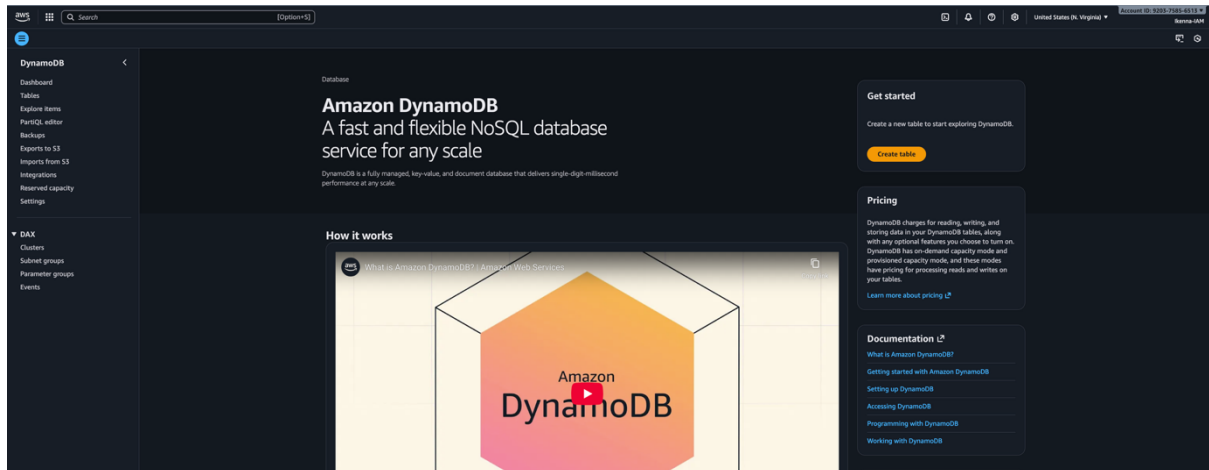 aws
Search
[Option+S]
United States (N. Virginia)
Account ID: 9203-7585-6513
Ikenna-IAM
DynamoDB
Dashboard
Tables
Explore items
PartiQL editor
Backups
Exports to S3
Imports from S3
Integrations
Reserved capacity
Settings
DAX
Clusters
Subnet groups
Parameter groups
Events
Database
Amazon DynamoDB
A fast and flexible NoSQL database
service for any scale
DynamoDB is a fully managed, key-value, and document database that delivers single-digit-millisecond
performance at any scale.
How it works
aws
What is Amazon DynamoDB? | Amazon Web Services
Amazon
DynamoDB
Get started
Create a new table to start exploring DynamoDB.
Create table
Pricing
DynamoDB charges for reading, writing, and
storing data in your DynamoDB tables, along
with any optional features you choose to turn on.
DynamoDB has on-demand capacity mode and
provisioned capacity mode, and these modes
have pricing for processing reads and writes on
your tables.
Learn more about pricing
Documentation
What is Amazon DynamoDB?
Getting started with Amazon DynamoDB
Setting up DynamoDB
Accessing DynamoDB
Programming with DynamoDB
Working with DynamoDB